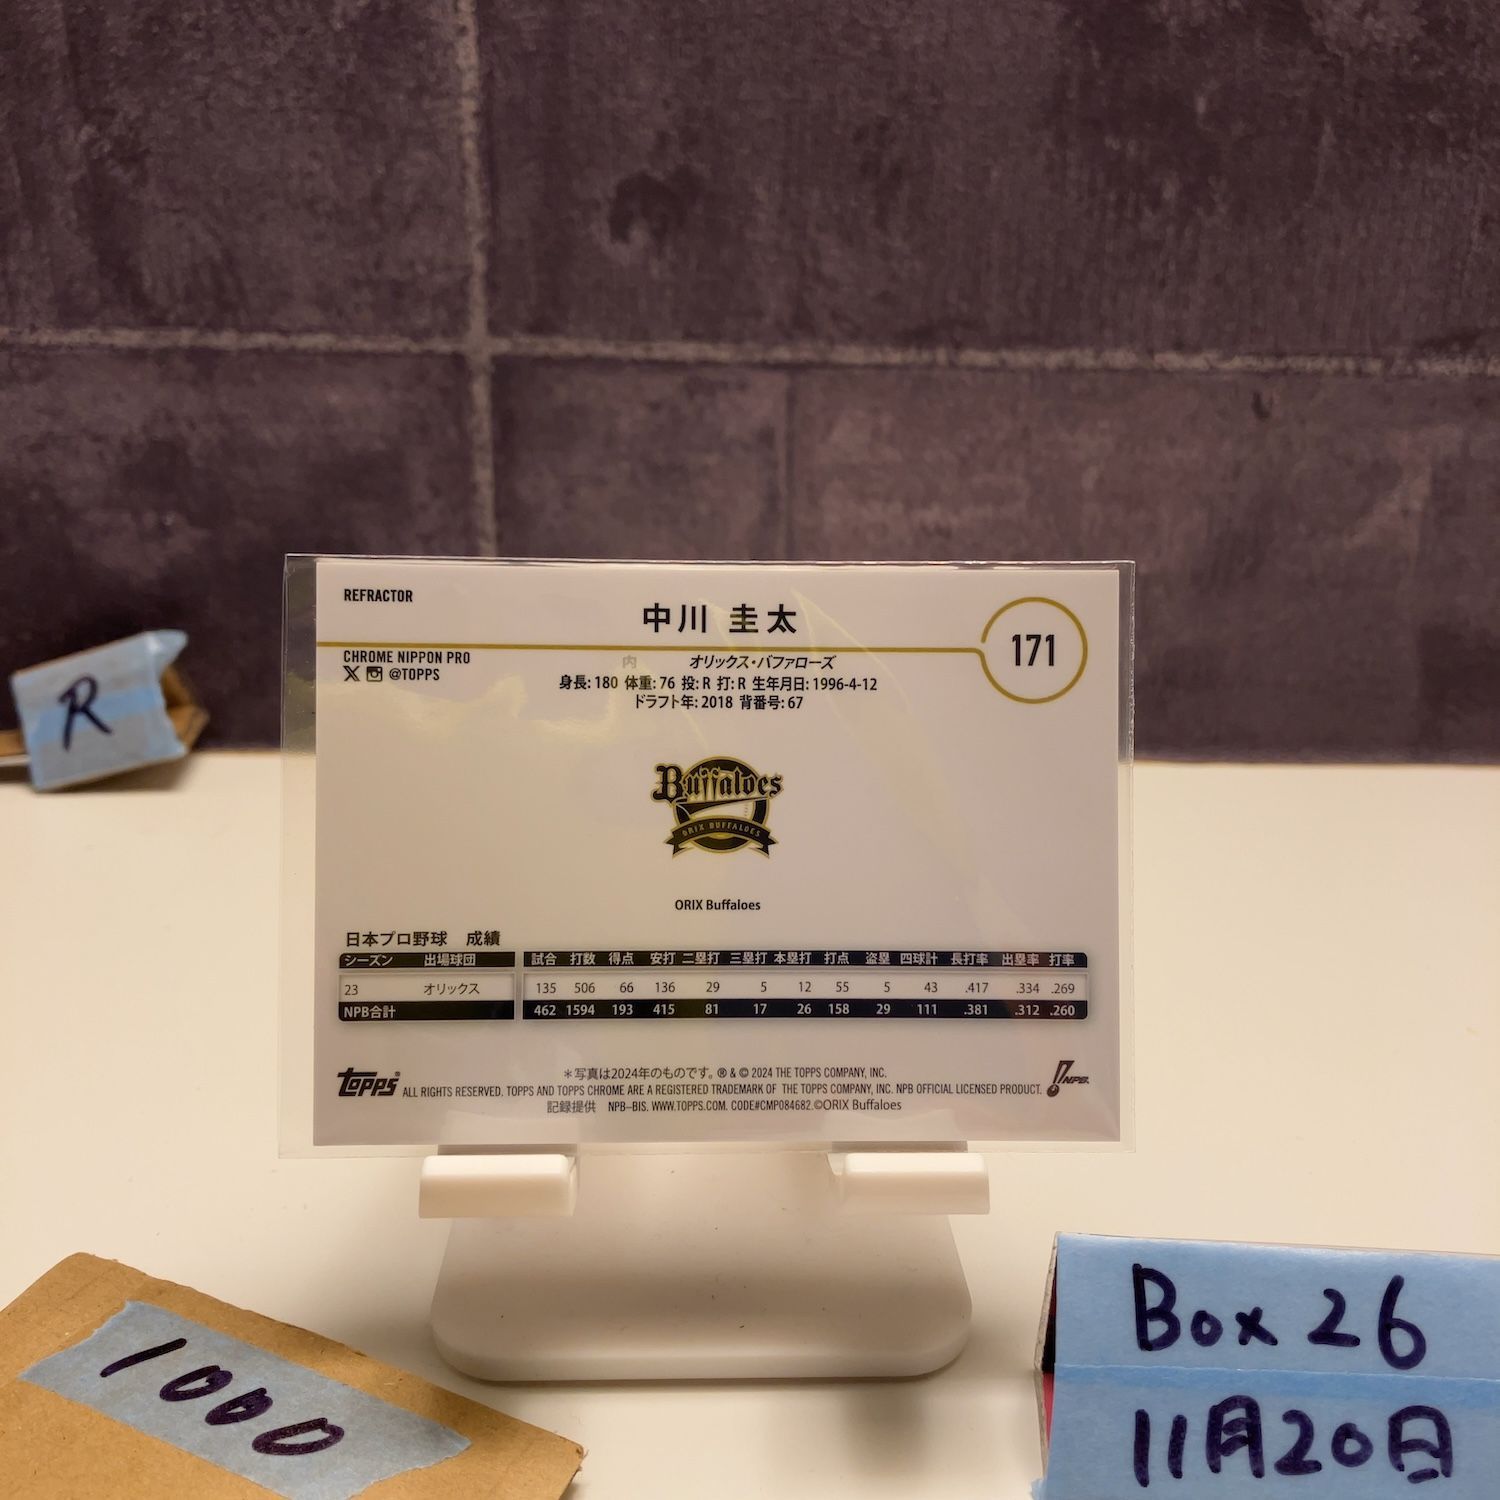 REFRACTOR
中川 圭太
171
CHROME NIPPON PRO
@TOPPS
内 オリックス・バファローズ
身長: 180 体重: 76 投: R 打: R 生年月日: 1996-4-12
ドラフト年: 2018 背番号: 67
R
Buffaloes
ORIX BUFFALOES
ORIX Buffaloes
日本プロ野球 成績
シーズン 出場球団 試合 打数 得点 安打 二塁打 三塁打 本塁打 打点 盗塁 四球計 長打率 出塁率 打率
23 オリックス 135 506 66 136 29 5 12 55 5 43 .417 .334 .269
NPB合計 462 1594 193 415 81 17 26 158 29 111 .381 .312 .260
TOPPS
＊写真は2024年のものです。® & © 2024 THE TOPPS COMPANY, INC.
ALL RIGHTS RESERVED. TOPPS AND TOPPS CHROME ARE A REGISTERED TRADEMARK OF THE TOPPS COMPANY, INC. NPB OFFICIAL LICENSED PRODUCT.
記録提供 NPB-BIS. WWW.TOPPS.COM. CODE#CMP084682.©ORIX Buffaloes
NPB
1000
Box 26
11月20日